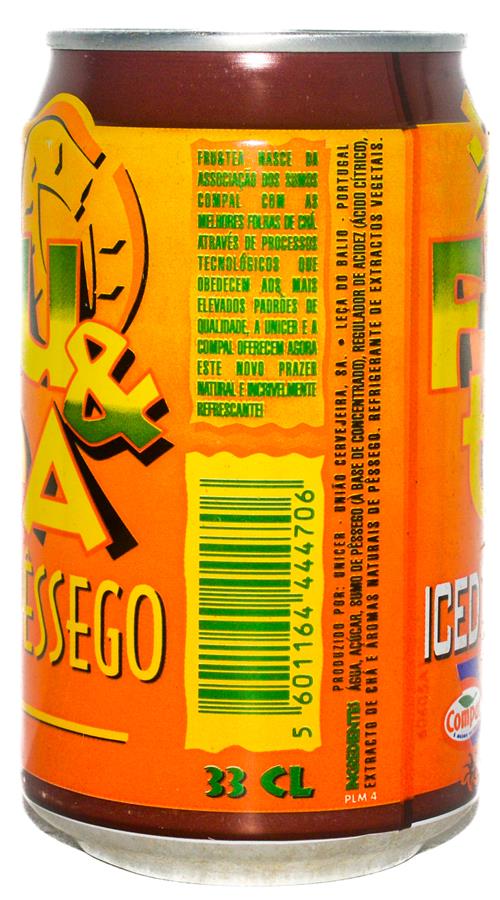 U
&
A
ÊSSEGO
FRU&TEA NASCE DA
ASSOCIAÇÃO DOS SUMOS
COMPAL COM AS
MELHORES FOLHAS DE CHÁ.
ATRAVÉS DE PROCESSOS
TECNOLÓGICOS QUE
OBEDECEM AOS MAIS
ELEVADOS PADRÕES DE
QUALIDADE, A UNICER E A
COMPAL OFERECEM AGORA
ESTE NOVO PRAZER
NATURAL E INCRIVELMENTE
REFRESCANTE!
5 601164 444706
33 CL
PRODUZIDO POR: UNICER · UNIÃO CERVEJEIRA, SA. • LEÇA DO BALIO · PORTUGAL
INGREDIENTES ÁGUA, AÇÚCAR, SUMO DE PÊSSEGO (À BASE DE CONCENTRADO), REGULADOR DE ACIDEZ (ÁCIDO CÍTRICO),
EXTRACTO DE CHÁ E AROMAS NATURAIS DE PÊSSEGO. REFRIGERANTE DE EXTRACTOS VEGETAIS.
PLM 4
F
t
ICED
Compal